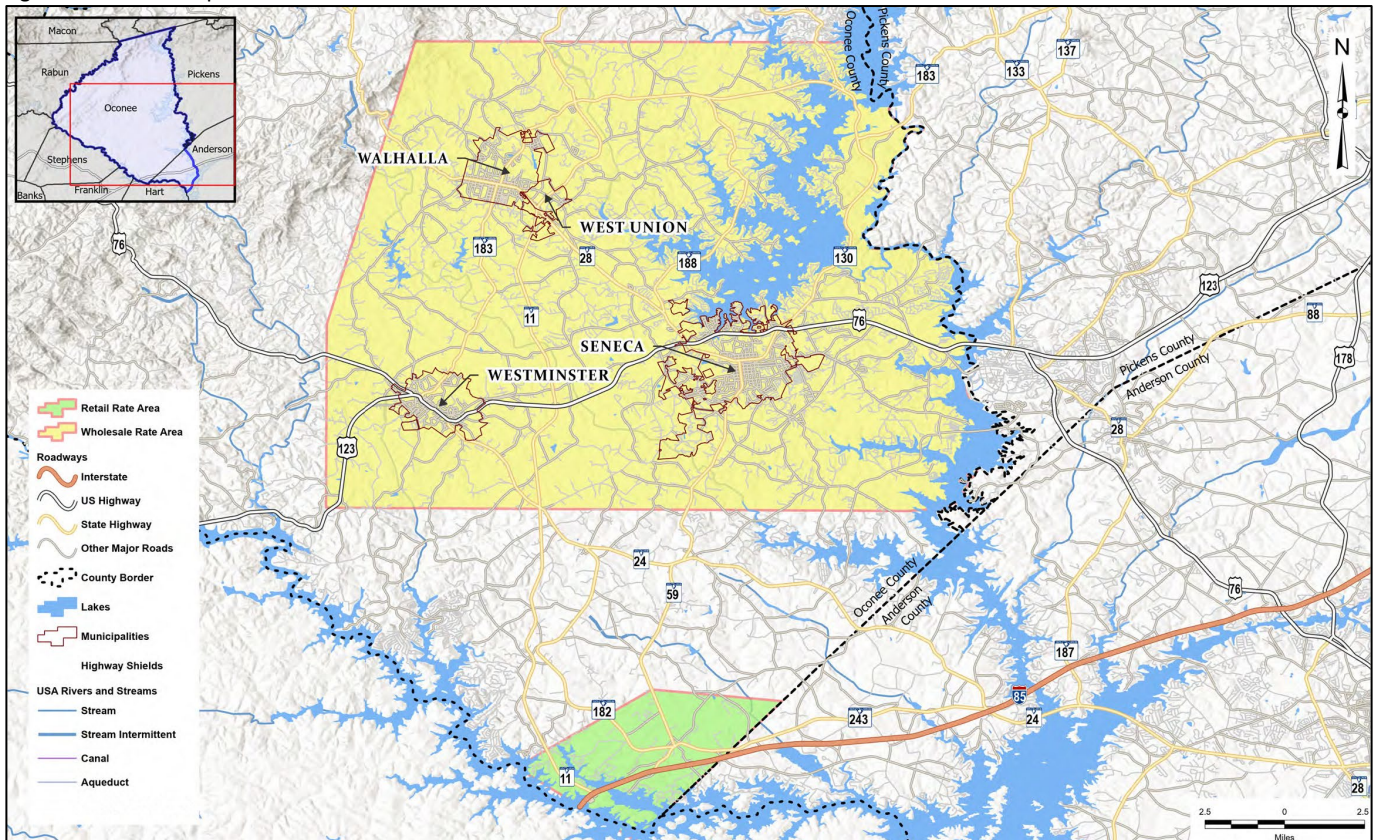 Macon
Rabun
Pickens
Oconee
Stephens
Anderson
Banks
Franklin
Hart
Oconee County
Pickens County
183
133
137
N
WALHALLA
WEST UNION
76
183
28
188
130
11
123
88
178
76
SENECA
WESTMINSTER
Pickens County
Anderson County
28
123
24
59
Oconee County
Anderson
County
76
187
85
182
243
24
11
28
Retail Rate Area
Wholesale Rate Area
Roadways
Interstate
US Highway
State Highway
Other Major Roads
County Border
Lakes
Municipalities
Highway Shields
USA Rivers and Streams
Stream
Stream Intermittent
Canal
Aqueduct
2.5 0 2.5
Miles